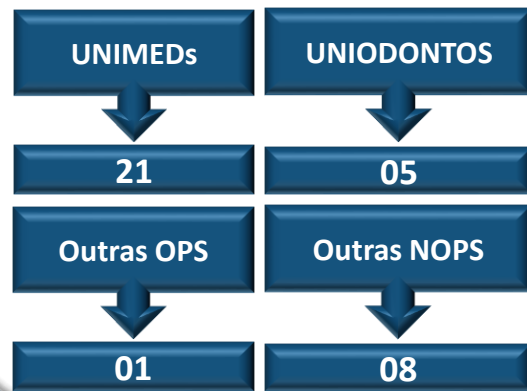 UNIMEDs
UNIODONTOS
21
05
Outras OPS
Outras NOPS
01
08